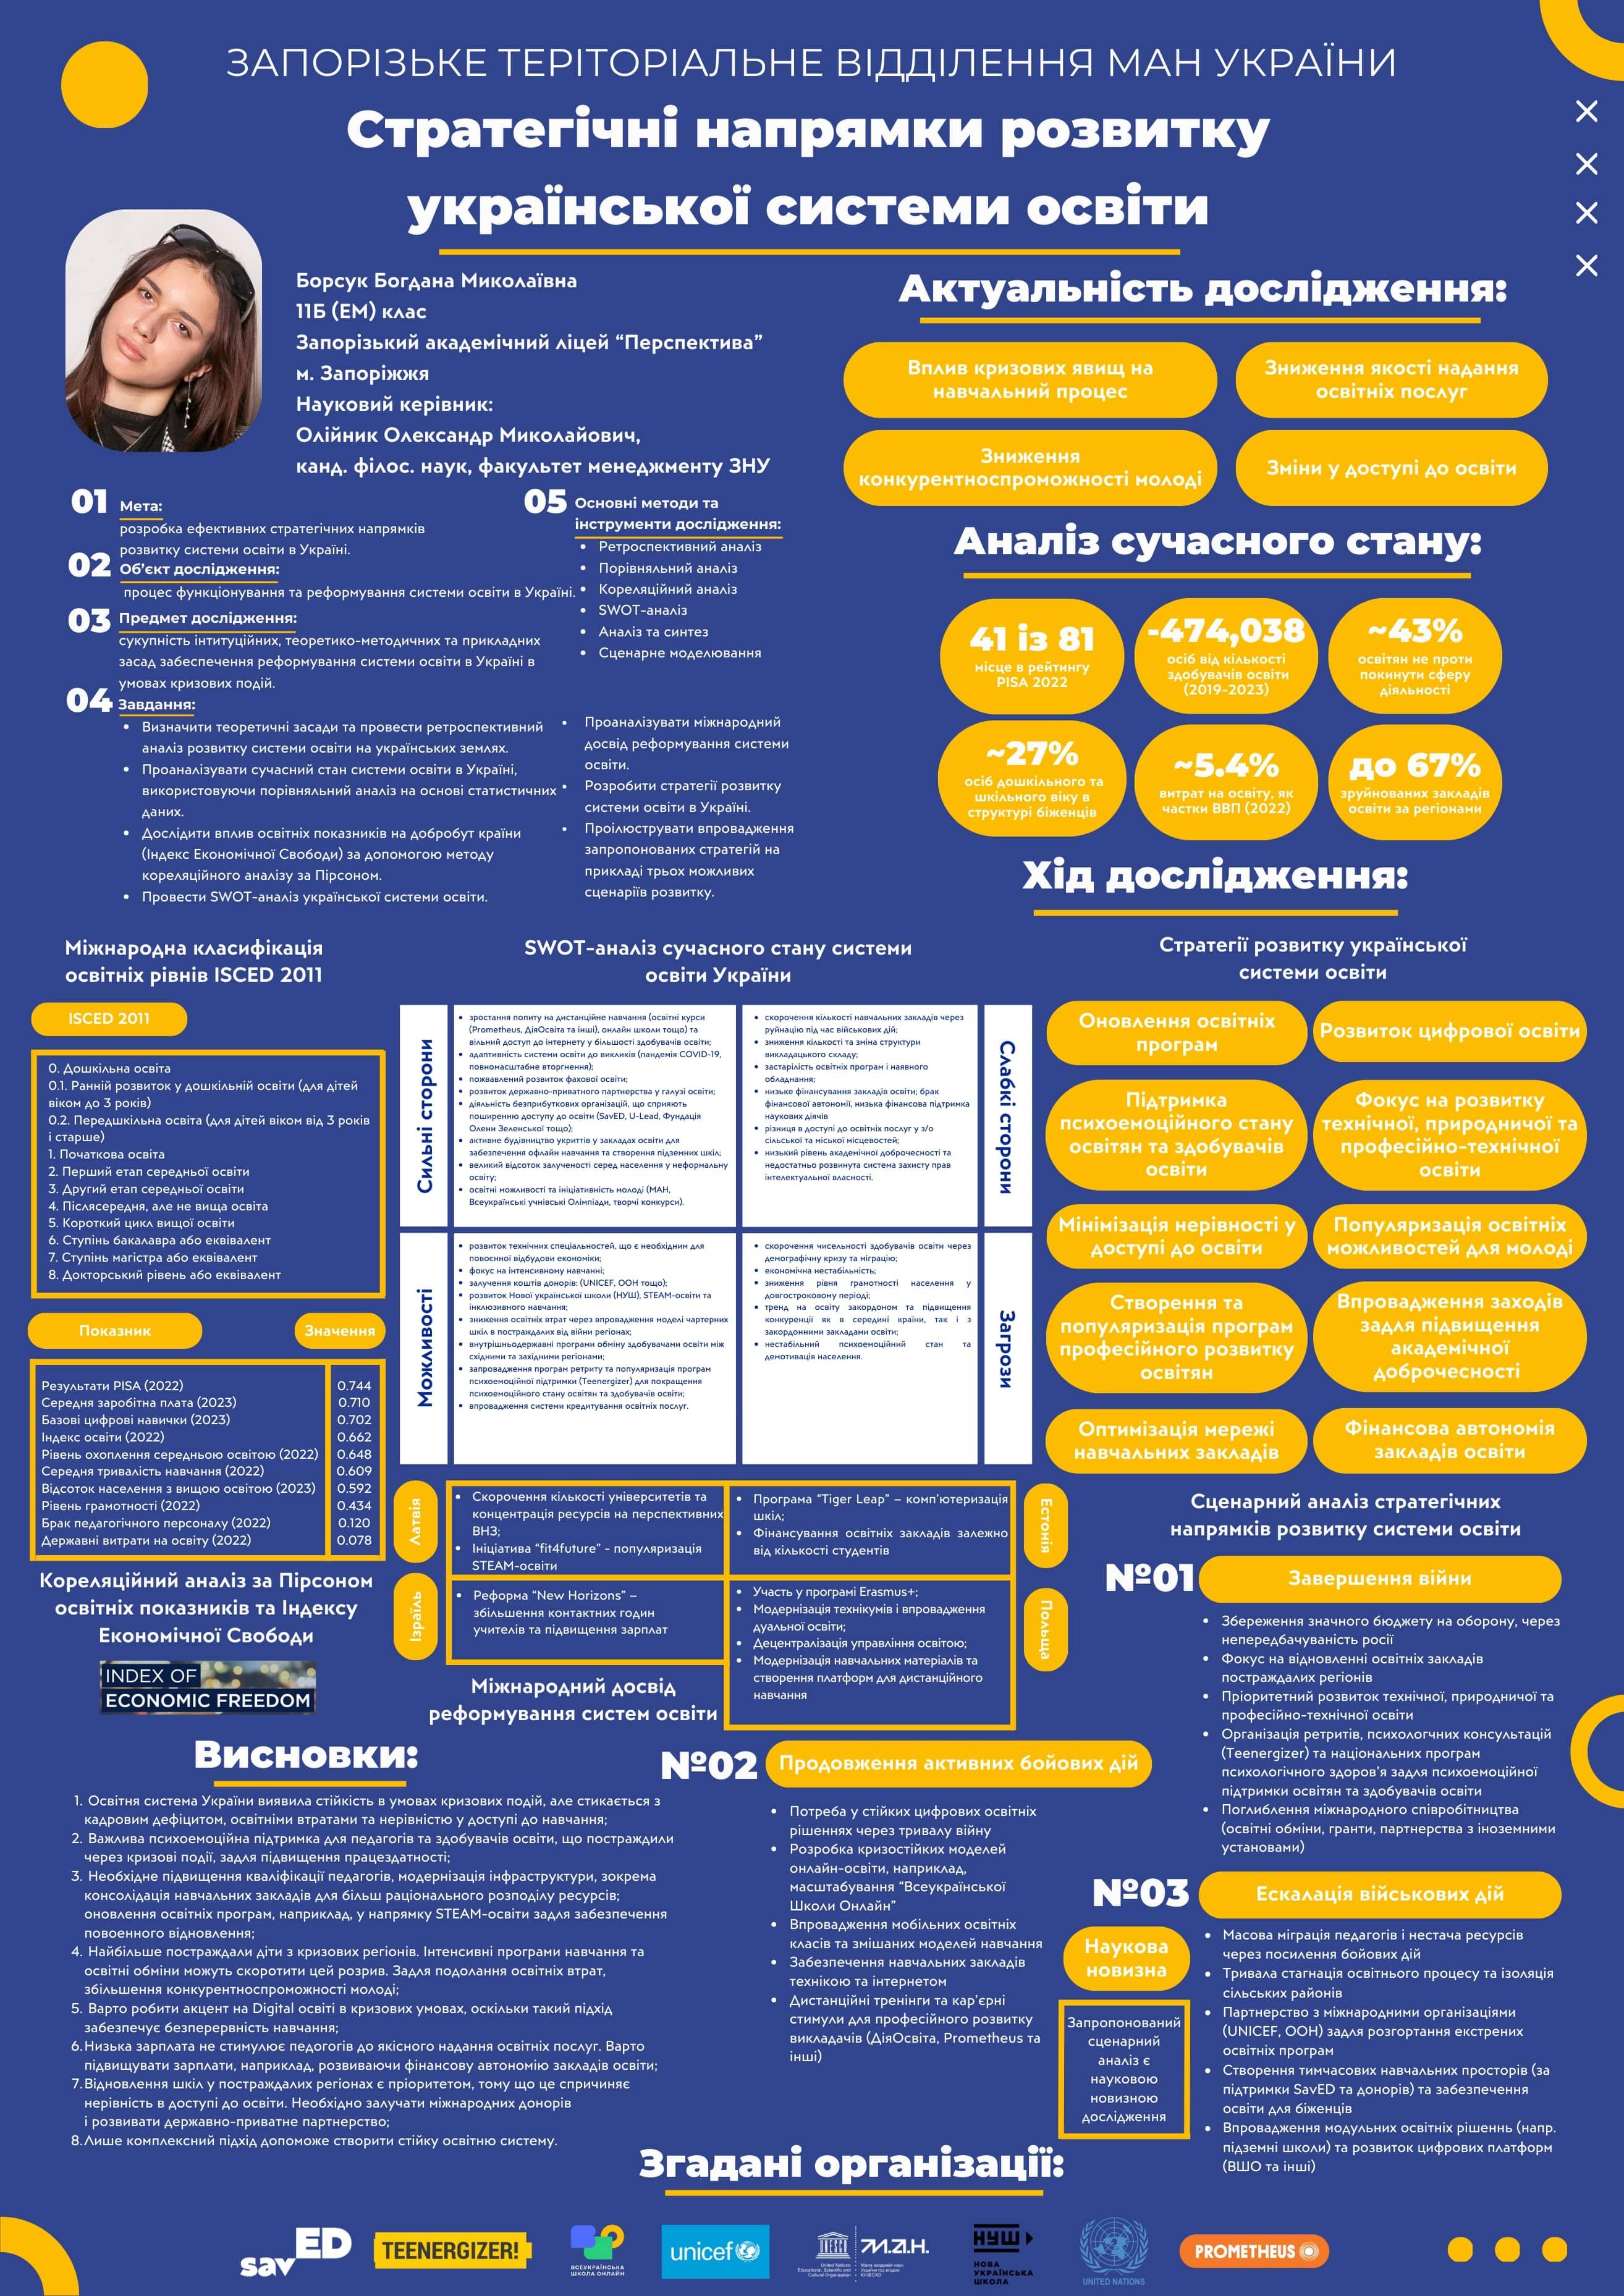 ЗАПОРІЗЬКЕ ТЕРІТОРІАЛЬНЕ ВІДДІЛЕННЯ МАН УКРАЇНИ
Стратегічні напрямки розвитку
української системи освіти
Борсук Богдана Миколаївна
11Б (ЕМ) клас
Запорізький академічний ліцей “Перспектива”
м. Запоріжжя
Науковий керівник:
Олійник Олександр Миколайович,
канд. філос. наук, факультет менеджменту ЗНУ
01 Мета:
розробка ефективних стратегічних напрямків
розвитку системи освіти в Україні.
02 Об'єкт дослідження:
процес функціонування та реформування системи освіти в Україні.
03 Предмет дослідження:
сукупність інтитуційних, теоретико-методичних та прикладних
засад забезпечення реформування системи освіти в Україні в
умовах кризових подій.
04 Завдання:
• Визначити теоретичні засади та провести ретроспективний
аналіз розвитку системи освіти на українських землях.
• Проаналізувати сучасний стан системи освіти в Україні,
використовуючи порівняльний аналіз на основі статистичних
даних.
• Дослідити вплив освітніх показників на добробут країни
(Індекс Економічної Свободи) за допомогою методу
кореляційного аналізу за Пірсоном.
• Провести SWOT-аналіз української системи освіти.
• Проаналізувати міжнародний
досвід реформування системи
освіти.
• Розробити стратегії розвитку
системи освіти в Україні.
• Проілюструвати впровадження
запропонованих стратегій на
прикладі трьох можливих
сценаріїв розвитку.
05 Основні методи та
інструменти дослідження:
• Ретроспективний аналіз
• Порівняльний аналіз
• Кореляційний аналіз
• SWOT-аналіз
• Аналіз та синтез
• Сценарне моделювання
Актуальність дослідження:
Вплив кризових явищ на
навчальний процес
Зниження якості надання
освітніх послуг
Зниження
конкурентноспроможності молоді
Зміни у доступі до освіти
Аналіз сучасного стану:
41 із 81
місце в рейтингу
PISA 2022
-474,038
осіб від кількості
здобувачів освіти
(2019-2023)
~43%
освітян не проти
покинути сферу
діяльності
~27%
осіб дошкільного та
шкільного віку в
структурі біженців
~5.4%
витрат на освіту, як
частки ВВП (2022)
до 67%
зруйнованих закладів
освіти за регіонами
Хід дослідження:
Міжнародна класифікація
освітніх рівнів ISCED 2011
ISCED 2011
0. Дошкільна освіта
0.1. Ранній розвиток у дошкільній освіті (для дітей
віком до 3 років)
0.2. Передшкільна освіта (для дітей віком від 3 років
і старше)
1. Початкова освіта
2. Перший етап середньої освіти
3. Другий етап середньої освіти
4. Післясередня, але не вища освіта
5. Короткий цикл вищої освіти
6. Ступінь бакалавра або еквівалент
7. Ступінь магістра або еквівалент
8. Докторський рівень або еквівалент
Показник Значення
Результати PISA (2022) 0.744
Середня заробітна плата (2023) 0.710
Базові цифрові навички (2023) 0.702
Індекс освіти (2022) 0.662
Рівень охоплення середньою освітою (2022) 0.648
Середня тривалість навчання (2022) 0.609
Відсоток населення з вищою освітою (2023) 0.592
Рівень грамотності (2022) 0.434
Брак педагогічного персоналу (2022) 0.120
Державні витрати на освіту (2022) 0.078
Кореляційний аналіз за Пірсоном
освітніх показників та Індексу
Економічної Свободи
INDEX OF
ECONOMIC FREEDOM
SWOT-аналіз сучасного стану системи
освіти України
Сильні сторони
• зростання попиту на дистанційне навчання (освітні курси
(Prometheus, ДіяОсвіта та інші), онлайн школи тощо) та
вільний доступ до інтернету у більшості здобувачів освіти;
• адаптивність системи освіти до викликів (пандемія COVID-19,
повномасштабне вторгнення);
• пожвавлений розвиток фахової освіти;
• розвиток державно-приватного партнерства у галузі освіти;
• діяльність безприбуткових організацій, що сприяють
поширенню доступу до освіти (SavED, U-Lead, Фундація
Олени Зеленської тощо);
• активне будівництво укриттів у закладах освіти для
забезпечення офлайн навчання та створення підземних шкіл;
• великий відсоток залученості серед населення у неформальну
освіту;
• освітні можливості та ініціативність молоді (МАН,
Всеукраїнські учнівські Олімпіади, творчі конкурси).
• скорочення кількості навчальних закладів через
руйнацію під час військових дій;
• зниження кількості та зміна структури
викладацького складу;
• застарілість освітніх програм і наявного
обладнання;
• низьке фінансування закладів освіти; брак
фінансової автономії, низька фінансова підтримка
наукових діячів
• різниця в доступі до освітніх послуг у з/о
сільської та міської місцевостей;
• низький рівень академічної доброчесності та
недостатньо розвинута система захисту прав
інтелектуальної власності.
Слабкі сторони
Можливості
• розвиток технічних спеціальностей, що є необхідним для
повоєнної відбудови економіки;
• фокус на інтенсивному навчанні;
• залучення коштів донорів: (UNICEF, ООН тощо);
• розвиток Нової української школи (НУШ), STEAM-освіти та
інклюзивного навчання;
• зниження освітніх втрат через впровадження моделі чартерних
шкіл в постраждалих від війни регіонах;
• внутрішньодержавні програми обміну здобувачами освіти між
східними та західними регіонами;
• запровадження програм ретриту та популяризація програм
психоемоційної підтримки (Teenergizer) для покращення
психоемоційного стану освітян та здобувачів освіти;
• впровадження системи кредитування освітніх послуг.
• скорочення чисельності здобувачів освіти через
демографічну кризу та міграцію;
• економічна нестабільність;
• зниження рівня грамотності населення у
довгостроковому періоді;
• тренд на освіту закордоном та підвищення
конкуренції як в середині країни, так і з
закордонними закладами освіти;
• нестабільний психоемоційний стан та
демотивація населення.
Загрози
Латвія
• Скорочення кількості університетів та
концентрація ресурсів на перспективних
ВНЗ;
• Ініціатива “fit4future” - популяризація
STEAM-освіти
• Програма “Tiger Leap” – комп'ютеризація
шкіл;
• Фінансування освітніх закладів залежно
від кількості студентів
Естонія
Ізраїль
• Реформа “New Horizons” –
збільшення контактних годин
учителів та підвищення зарплат
• Участь у програмі Erasmus+;
• Модернізація технікумів і впровадження
дуальної освіти;
• Децентралізація управління освітою;
• Модернізація навчальних матеріалів та
створення платформ для дистанційного
навчання
Польща
Міжнародний досвід
реформування систем освіти
Стратегії розвитку української
системи освіти
Оновлення освітніх
програм
Розвиток цифрової освіти
Підтримка
психоемоційного стану
освітян та здобувачів
освіти
Фокус на розвитку
технічної, природничої та
професійно-технічної
освіти
Мінімізація нерівності у
доступі до освіти
Популяризація освітніх
можливостей для молоді
Створення та
популяризація програм
професійного розвитку
освітян
Впровадження заходів
задля підвищення
академічної
доброчесності
Оптимізація мережі
навчальних закладів
Фінансова автономія
закладів освіти
Сценарний аналіз стратегічних
напрямків розвитку системи освіти
№01 Завершення війни
• Збереження значного бюджету на оборону, через
непередбачуваність росії
• Фокус на відновленні освітніх закладів
постраждалих регіонів
• Пріоритетний розвиток технічної, природничої та
професійно-технічної освіти
• Організація ретритів, психологчних консультацій
(Teenergizer) та національних програм
психологічного здоров'я задля психоемоційної
підтримки освітян та здобувачів освіти
• Поглиблення міжнародного співробітництва
(освітні обміни, гранти, партнерства з іноземними
установами)
Висновки:
1. Освітня система України виявила стійкість в умовах кризових подій, але стикається з
кадровим дефіцитом, освітніми втратами та нерівністю у доступі до навчання;
2. Важлива психоемоційна підтримка для педагогів та здобувачів освіти, що постраждили
через кризові події, задля підвищення працездатності;
3. Необхідне підвищення кваліфікації педагогів, модернізація інфраструктури, зокрема
консолідація навчальних закладів для більш раціонального розподілу ресурсів;
оновлення освітніх програм, наприклад, у напрямку STEAM-освіти задля забезпечення
повоєнного відновлення;
4. Найбільше постраждали діти з кризових регіонів. Інтенсивні програми навчання та
освітні обміни можуть скоротити цей розрив. Задля подолання освітніх втрат,
збільшення конкурентноспроможності молоді;
5. Варто робити акцент на Digital освіті в кризових умовах, оскільки такий підхід
забезпечує безперервність навчання;
6. Низька зарплата не стимулює педогогів до якісного надання освітніх послуг. Варто
підвищувати зарплати, наприклад, розвиваючи фінансову автономію закладів освіти;
7. Відновлення шкіл у постраждалих регіонах є пріоритетом, тому що це спричиняє
нерівність в доступі до освіти. Необхідно залучати міжнародних донорів
і розвивати державно-приватне партнерство;
8. Лише комплексний підхід допоможе створити стійку освітню систему.
№02 Продовження активних бойових дій
• Потреба у стійких цифрових освітніх
рішеннях через тривалу війну
• Розробка кризостійких моделей
онлайн-освіти, наприклад,
масштабування “Всеукраїнської
Школи Онлайн”
• Впровадження мобільних освітніх
класів та змішаних моделей навчання
• Забезпечення навчальних закладів
технікою та інтернетом
• Дистанційні тренінги та кар'єрні
стимули для професійного розвитку
викладачів (ДіяОсвіта, Prometheus та
інші)
№03 Ескалація військових дій
• Масова міграція педагогів і нестача ресурсів
через посилення бойових дій
• Тривала стагнація освітнього процесу та ізоляція
сільських районів
• Партнерство з міжнародними організаціями
(UNICEF, ООН) задля розгортання екстрених
освітніх програм
• Створення тимчасових навчальних просторів (за
підтримки SavED та донорів) та забезпечення
освіти для біженців
• Впровадження модульних освітніх рішеннь (напр.
підземні школи) та розвиток цифрових платформ
(ВШО та інші)
Наукова
новизна
Запропонований
сценарний
аналіз є
науковою
новизною
дослідження
Згадані організації:
savED
TEENERGIZER!
ВСЕУКРАЇНСЬКА
ШКОЛА ОНЛАЙН
unicef
United Nations
Educational, Scientific and
Cultural Organization
М.А.Н.
Мала академія наук
України під егідою
ЮНЕСКО
НУШ
НОВА
УКРАЇНСЬКА
ШКОЛА
UNITED NATIONS
PROMETHEUS